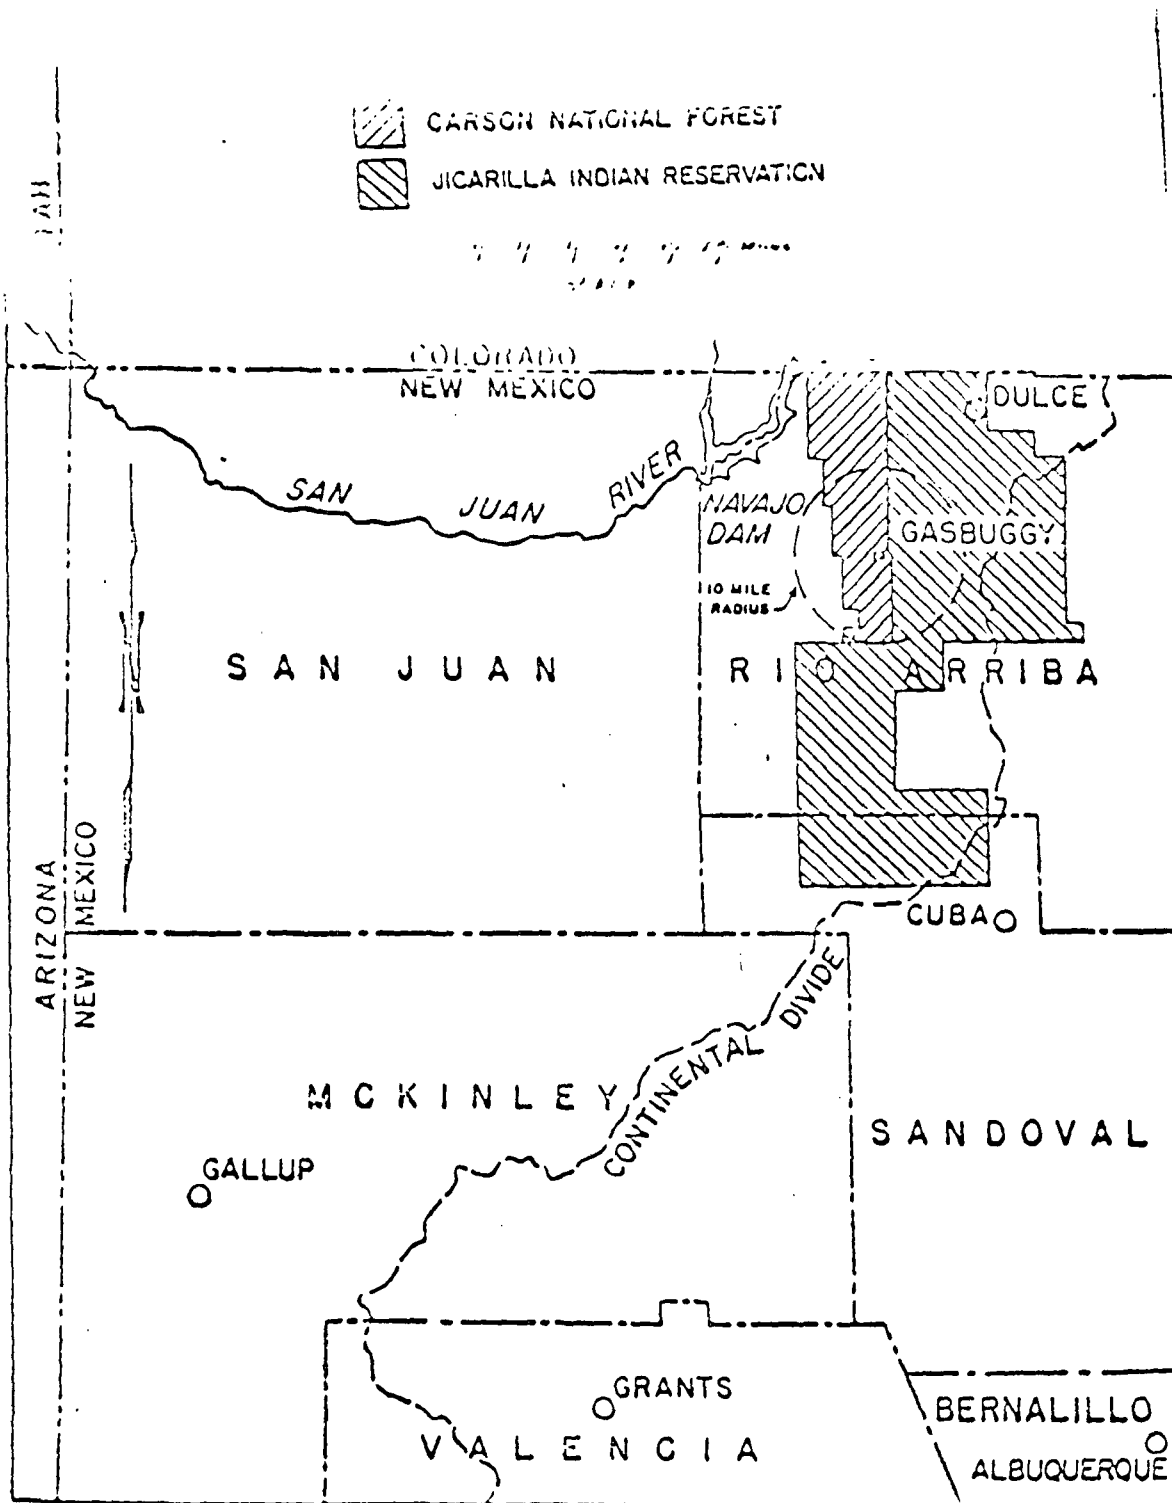 CARSON NATIONAL FOREST
JICARILLA INDIAN RESERVATION
COLORADO
NEW MEXICO
DULCE
SAN JUAN RIVER
NAVAJO
DAM
GASBUGGY
10 MILE
RADIUS
SAN JUAN
RIO ARRIBA
ARIZONA
NEW MEXICO
CUBA
CONTINENTAL DIVIDE
MCKINLEY
SANDOVAL
GALLUP
GRANTS
VALENCIA
BERNALILLO
ALBUQUERQUE